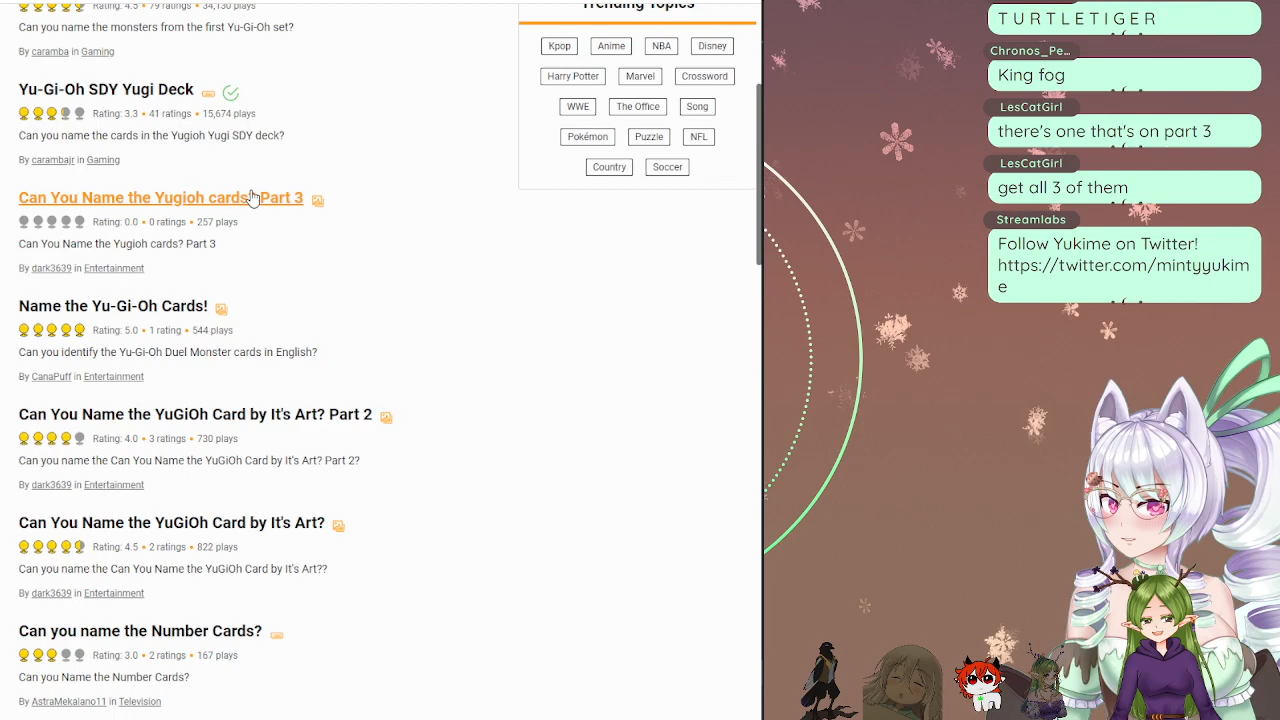 Rating: 4.5 • 79 ratings • 34,130 plays
Can you name the monsters from the first Yu-Gi-Oh set?
By caramba in Gaming
Yu-Gi-Oh SDY Yugi Deck
Rating: 3.3 • 41 ratings • 15,674 plays
Can you name the cards in the Yugioh Yugi SDY deck?
By carambajr in Gaming
Can You Name the Yugioh cards? Part 3
Rating: 0.0 • 0 ratings • 257 plays
Can You Name the Yugioh cards? Part 3
By dark3639 in Entertainment
Name the Yu-Gi-Oh Cards!
Rating: 5.0 • 1 rating • 544 plays
Can you identify the Yu-Gi-Oh Duel Monster cards in English?
By CanaPuff in Entertainment
Can You Name the YuGiOh Card by It's Art? Part 2
Rating: 4.0 • 3 ratings • 730 plays
Can you name the Can You Name the YuGiOh Card by It's Art? Part 2?
By dark3639 in Entertainment
Can You Name the YuGiOh Card by It's Art?
Rating: 4.5 • 2 ratings • 822 plays
Can you name the Can You Name the YuGiOh Card by It's Art??
By dark3639 in Entertainment
Can you name the Number Cards?
Rating: 3.0 • 2 ratings • 167 plays
Can you Name the Number Cards?
By AstraMekalano11 in Television
Trending Topics
Kpop Anime NBA Disney
Harry Potter Marvel Crossword
WWE The Office Song
Pokémon Puzzle NFL
Country Soccer
T U R T L E T I G E R
Chronos_Pe...
King fog
LesCatGirl
there's one that's on part 3
LesCatGirl
get all 3 of them
Streamlabs
Follow Yukime on Twitter!
https://twitter.com/mintyyukim
e